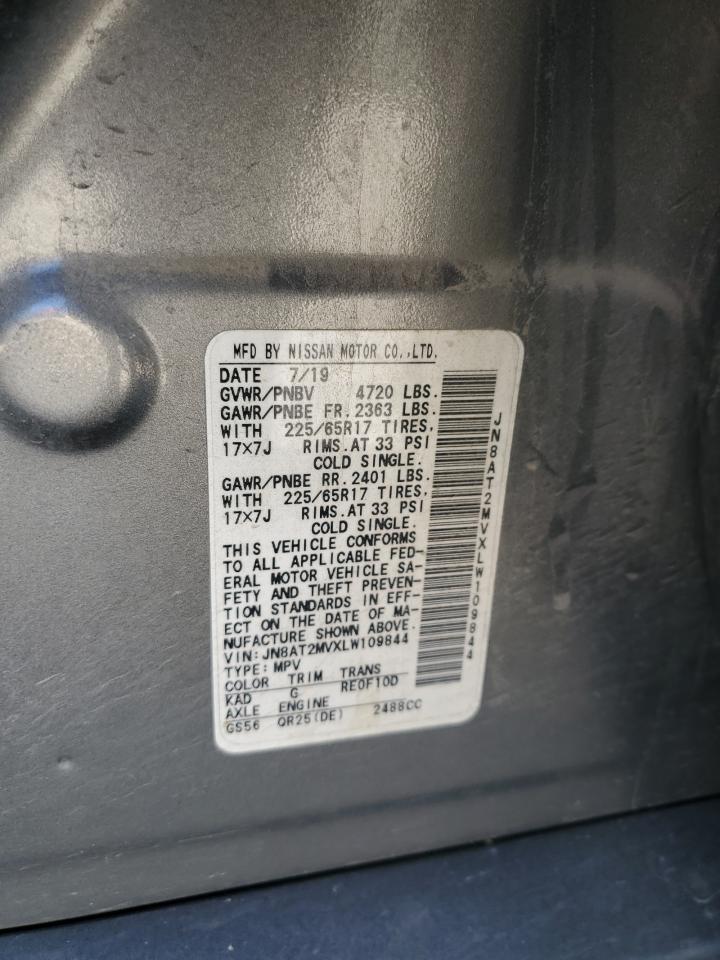 MFD BY NISSAN MOTOR CO.,LTD.
DATE 7/19
GVWR/PNBV 4720 LBS.
GAWR/PNBE FR. 2363 LBS.
WITH 225/65R17 TIRES,
17×7J RIMS. AT 33 PSI
COLD SINGLE.
GAWR/PNBE RR. 2401 LBS.
WITH 225/65R17 TIRES,
17×7J RIMS. AT 33 PSI
COLD SINGLE.
THIS VEHICLE CONFORMS
TO ALL APPLICABLE FED-
ERAL MOTOR VEHICLE SA-
FETY AND THEFT PREVEN-
TION STANDARDS IN EFF-
ECT ON THE DATE OF MA-
NUFACTURE SHOWN ABOVE.
VIN: JN8AT2MVXLW109844
TYPE: MPV
COLOR TRIM TRANS
KAD G RE0F10D
AXLE ENGINE
GS56 QR25(DE) 2488CC
JN8AT2MVXLW109844